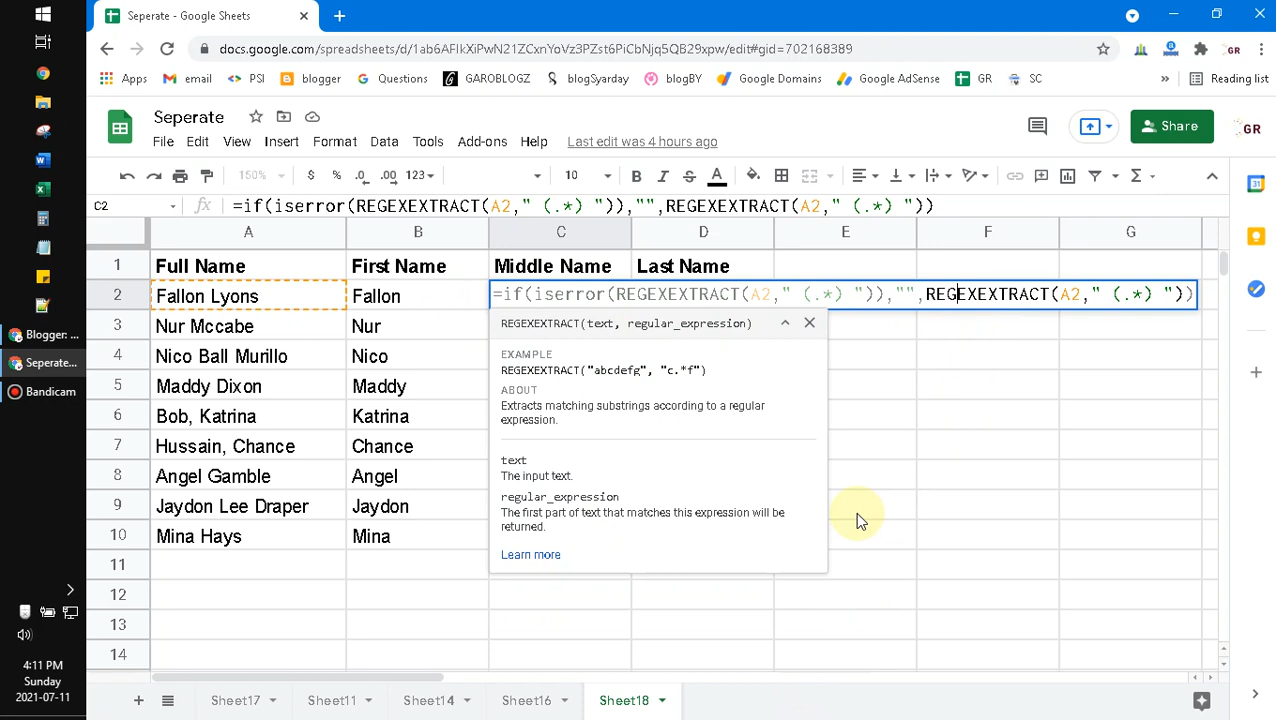 Seperate - Google Sheets
docs.google.com/spreadsheets/d/1ab6AFIkXiPwN21ZCxnYoVz3PZst6PiCbNjq5QB29xpw/edit#gid=702168389
Apps email PSI blogger Questions GAROBLOGZ blogSyarday blogBY Google Domains Google AdSense GR SC » Reading list
Seperate
File Edit View Insert Format Data Tools Add-ons Help Last edit was 4 hours ago
Share GR
150% $ % .0 .00 123 10 B I S A
C2 fx =if(iserror(REGEXEXTRACT(A2," (.*) ")),"",REGEXEXTRACT(A2," (.*) "))
A B C D E F G
1 Full Name First Name Middle Name Last Name
2 Fallon Lyons Fallon =if(iserror(REGEXEXTRACT(A2," (.*) ")),"",REGEXEXTRACT(A2," (.*) "))
3 Nur Mccabe Nur
4 Nico Ball Murillo Nico
5 Maddy Dixon Maddy
6 Bob, Katrina Katrina
7 Hussain, Chance Chance
8 Angel Gamble Angel
9 Jaydon Lee Draper Jaydon
10 Mina Hays Mina
11
12
13
14
REGEXEXTRACT(text, regular_expression)
EXAMPLE
REGEXEXTRACT("abcdefg", "c.*f")
ABOUT
Extracts matching substrings according to a regular
expression.
text
The input text.
regular_expression
The first part of text that matches this expression will be
returned.
Learn more
Sheet17 Sheet11 Sheet14 Sheet16 Sheet18
Blogger: ...
Seperate...
Bandicam
4:11 PM
Sunday
2021-07-11